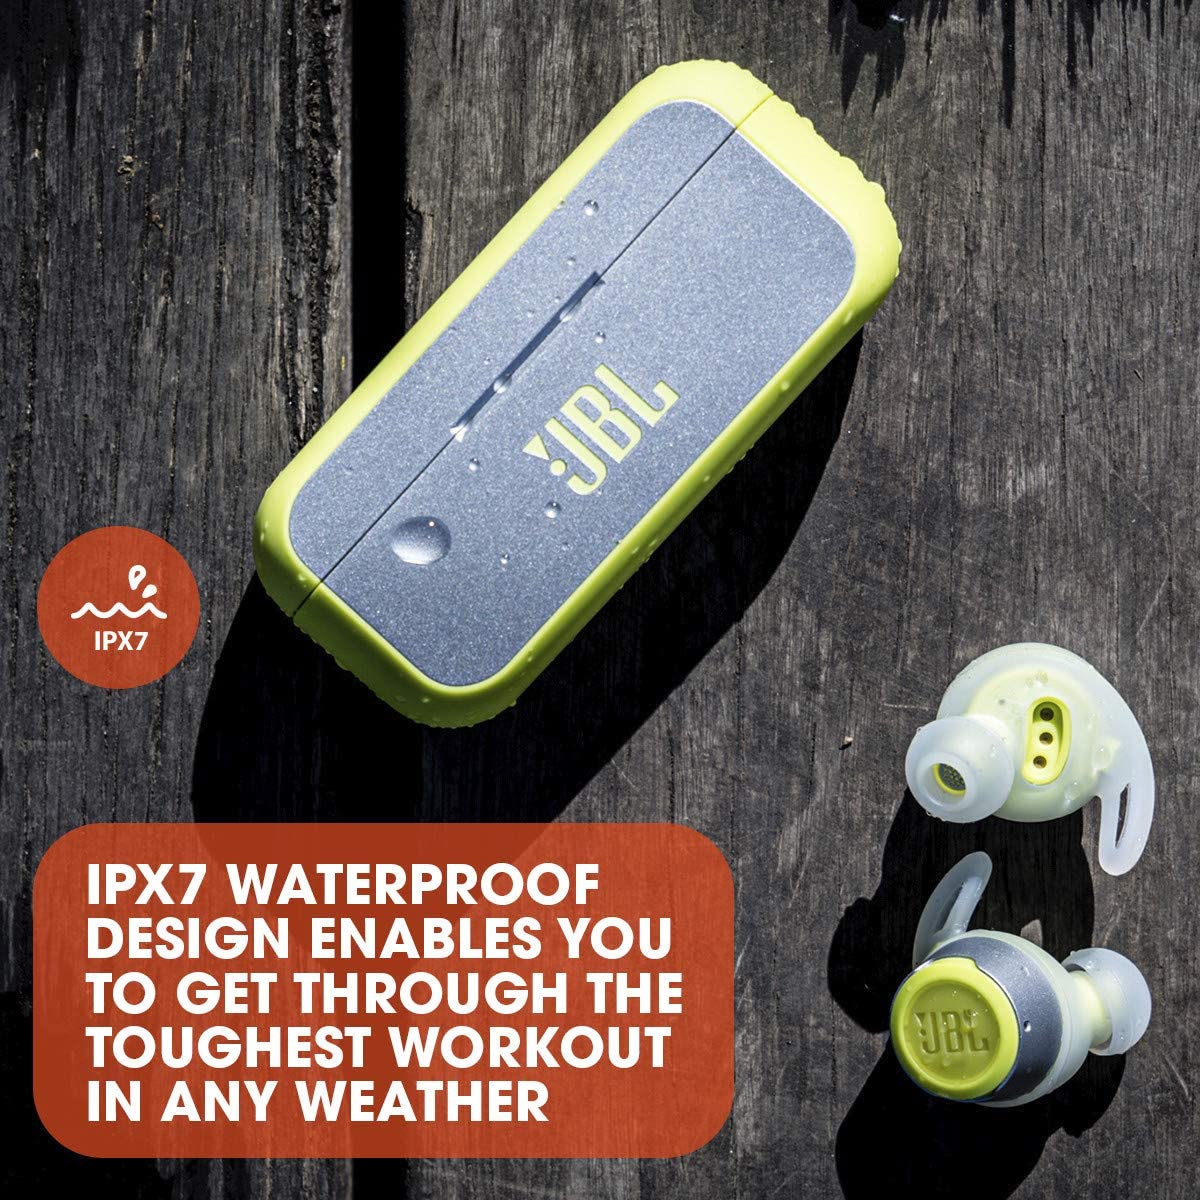 JBL
IPX7
JBL
IPX7 WATERPROOF
DESIGN ENABLES YOU
TO GET THROUGH THE
TOUGHEST WORKOUT
IN ANY WEATHER